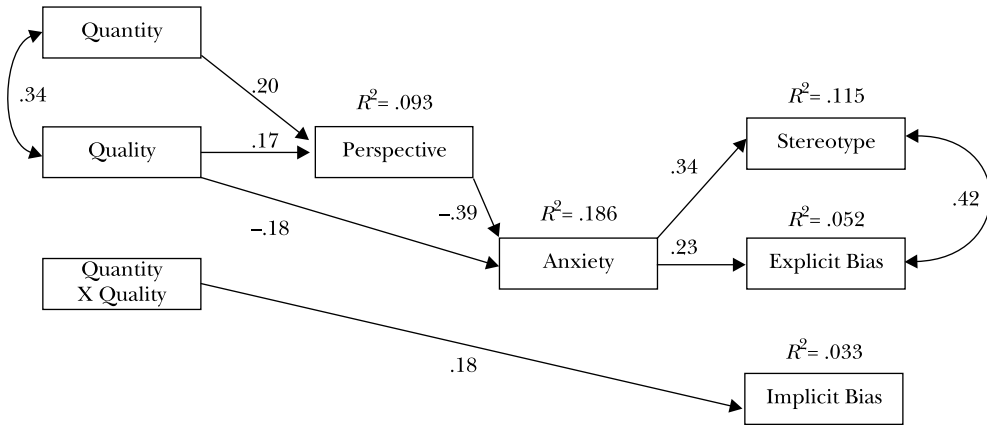 Quantity
.34
.20
R² = .093
R² = .115
Quality
.17
Perspective
Stereotype
.34
.42
–.18
–.39
R² = .186
R² = .052
Anxiety
.23
Explicit Bias
Quantity
X Quality
.18
R² = .033
Implicit Bias